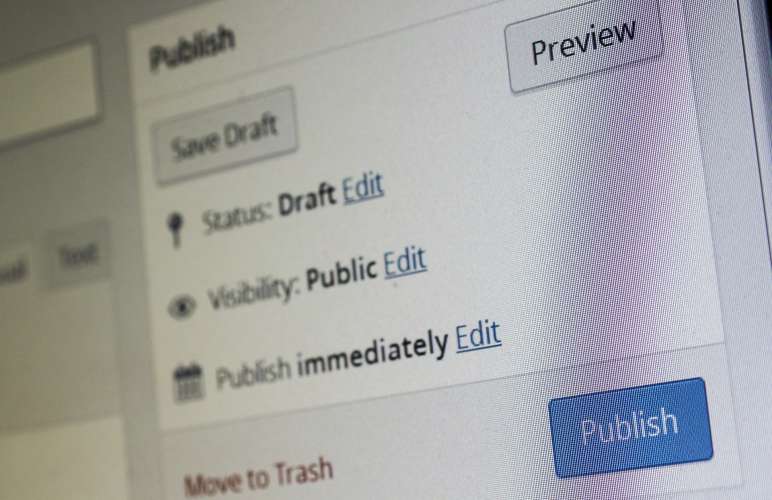 Publish
Preview
Save Draft
Status: Draft Edit
Visibility: Public Edit
Text
Publish immediately Edit
Publish
Move to Trash